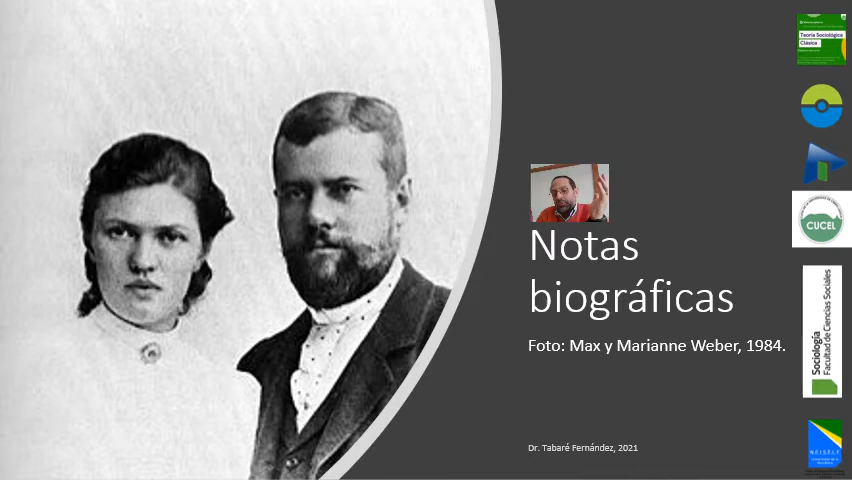 Notas
biográficas
Foto: Max y Marianne Weber, 1984.
Dr. Tabaré Fernández, 2021
Teoría Sociológica
Clásica
CUCEL
Sociología
Facultad de Ciencias Sociales